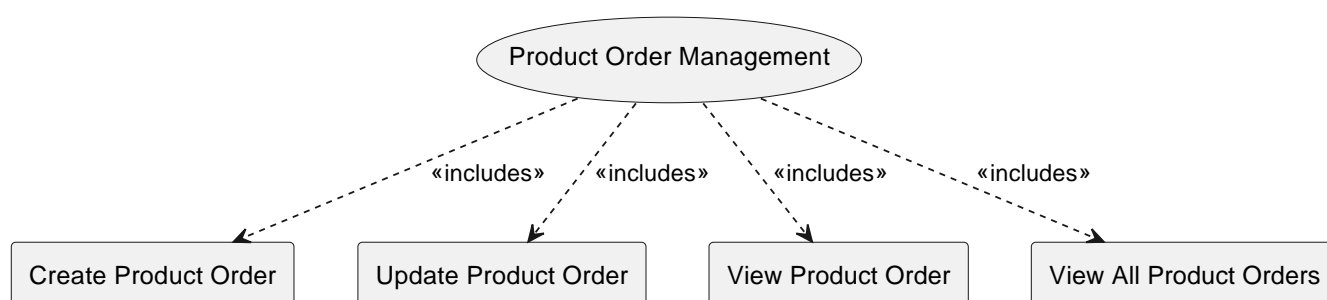 Product Order Management
«includes» «includes» «includes» «includes»
Create Product Order Update Product Order View Product Order View All Product Orders